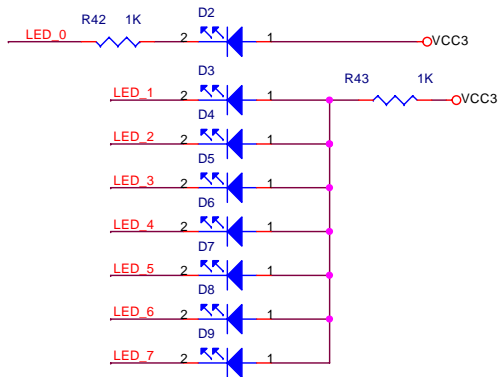 R42 1K D2
LED_0 2 1 VCC3
D3
R43 1K
LED_1 2 1 VCC3
D4
LED_2 2 1
D5
LED_3 2 1
D6
LED_4 2 1
D7
LED_5 2 1
D8
LED_6 2 1
D9
LED_7 2 1